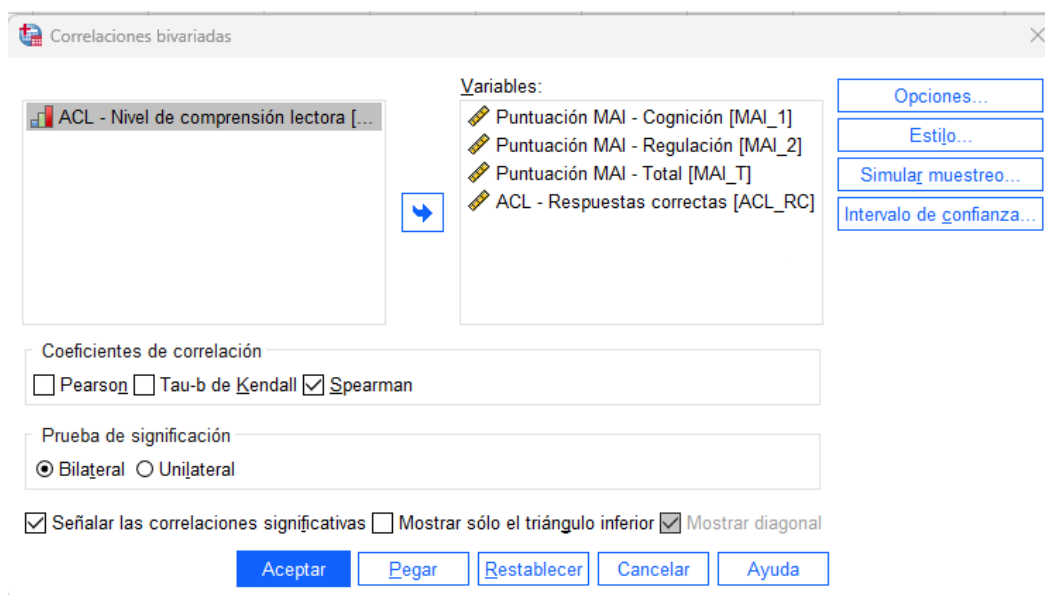 Correlaciones bivariadas
Variables:
ACL - Nivel de comprensión lectora [...
Puntuación MAI - Cognición [MAI_1]
Puntuación MAI - Regulación [MAI_2]
Puntuación MAI - Total [MAI_T]
ACL - Respuestas correctas [ACL_RC]
Opciones...
Estilo...
Simular muestreo...
Intervalo de confianza...
Coeficientes de correlación
Pearson Tau-b de Kendall Spearman
Prueba de significación
Bilateral Unilateral
Señalar las correlaciones significativas Mostrar sólo el triángulo inferior Mostrar diagonal
Aceptar Pegar Restablecer Cancelar Ayuda